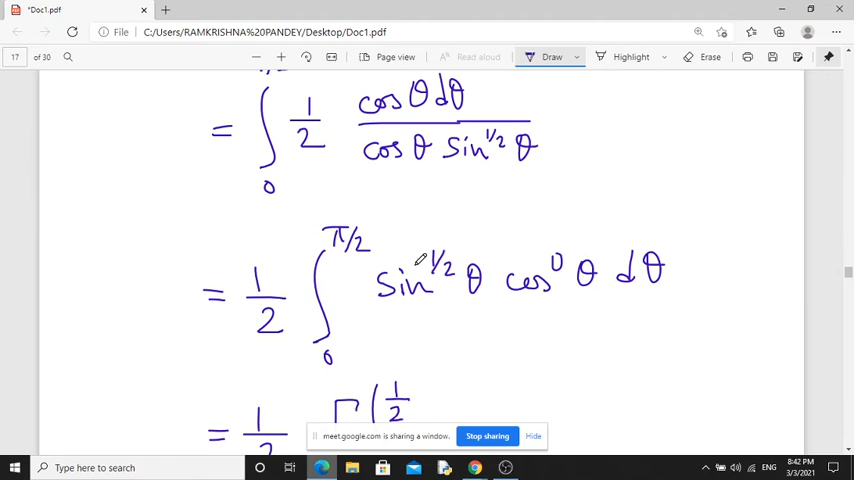 *Doc1.pdf
File C:/Users/RAMKRISHNA%20PANDEY/Desktop/Doc1.pdf
17 of 30 Page view Read aloud Draw Highlight Erase
= ∫₀ 1/2 cosθ dθ / cosθ sin^1/2 θ
= 1/2 ∫₀^π/2 sin^1/2 θ cos^0 θ dθ
= 1/2 Γ(1/2
meet.google.com is sharing a window. Stop sharing Hide
Type here to search
ENG
8:42 PM
3/3/2021